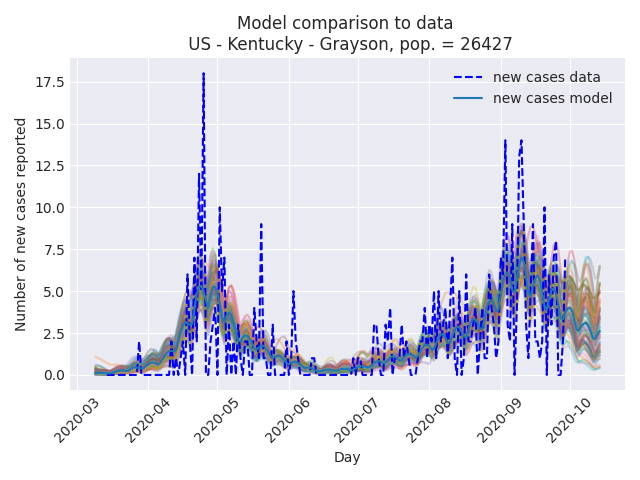 Model comparison to data
US - Kentucky - Grayson, pop. = 26427
new cases data
new cases model
Number of new cases reported
17.5
15.0
12.5
10.0
7.5
5.0
2.5
0.0
2020-03
2020-04
2020-05
2020-06
2020-07
2020-08
2020-09
2020-10
Day